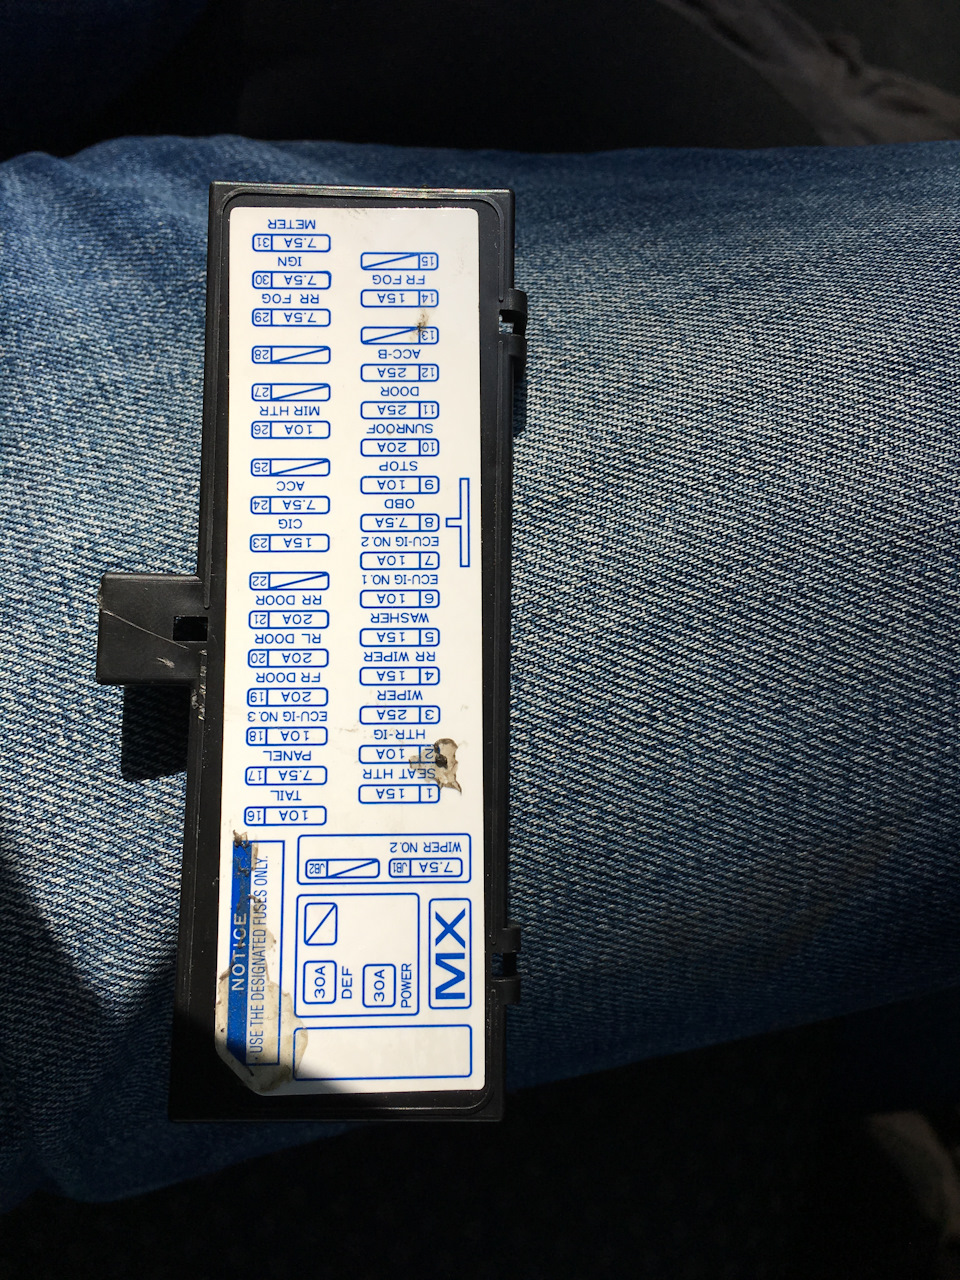 NOTICE
• USE THE DESIGNATED FUSES ONLY.
30A
DEF
30A
POWER
MX
7.5A JB1
JB2
WIPER NO.2
1 15A
SEAT HTR
2 10A
HTR-IG
3 25A
WIPER
4 15A
RR WIPER
5 15A
WASHER
6 10A
ECU-IG NO.1
7 10A
ECU-IG NO.2
8 7.5A
OBD
9 10A
STOP
10 20A
SUNROOF
11 25A
DOOR
12 25A
ACC-B
13
14 15A
FR FOG
15
10A 16
TAIL
7.5A 17
PANEL
10A 18
ECU-IG NO.3
20A 19
FR DOOR
20A 20
RL DOOR
20A 21
RR DOOR
22
15A 23
CIG
7.5A 24
ACC
25
10A 26
MIR HTR
27
28
7.5A 29
RR FOG
7.5A 30
IGN
7.5A 31
METER